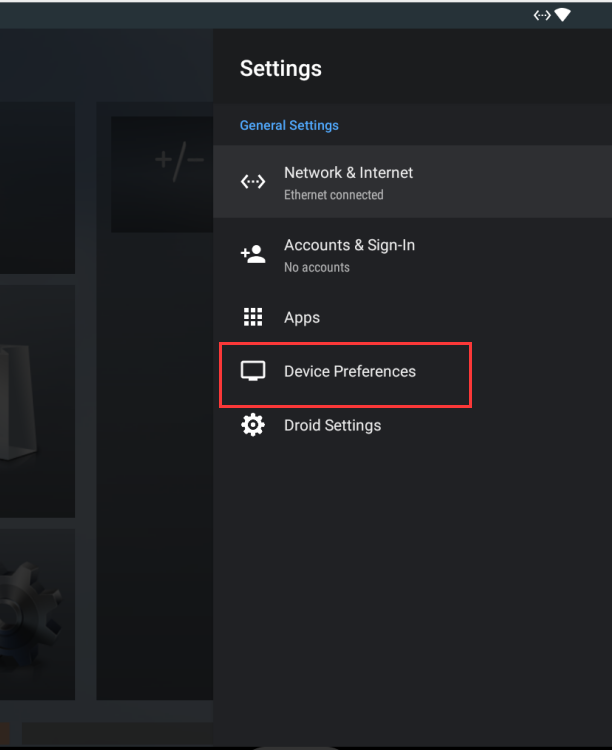 Settings
General Settings
Network & Internet
Ethernet connected
Accounts & Sign-In
No accounts
Apps
Device Preferences
Droid Settings